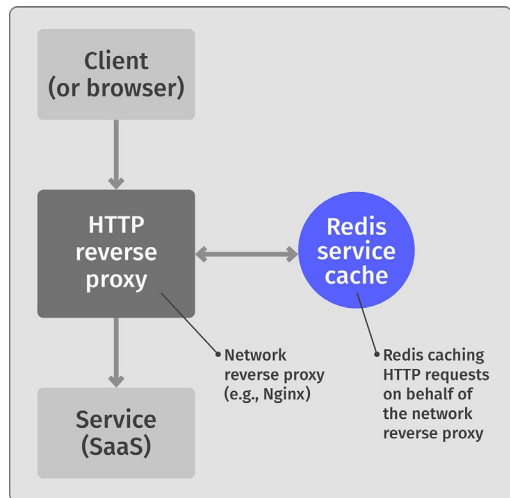 Client
(or browser)
HTTP
reverse
proxy
Redis
service
cache
Network
reverse proxy
(e.g., Nginx)
Redis caching
HTTP requests
on behalf of
the network
reverse proxy
Service
(SaaS)